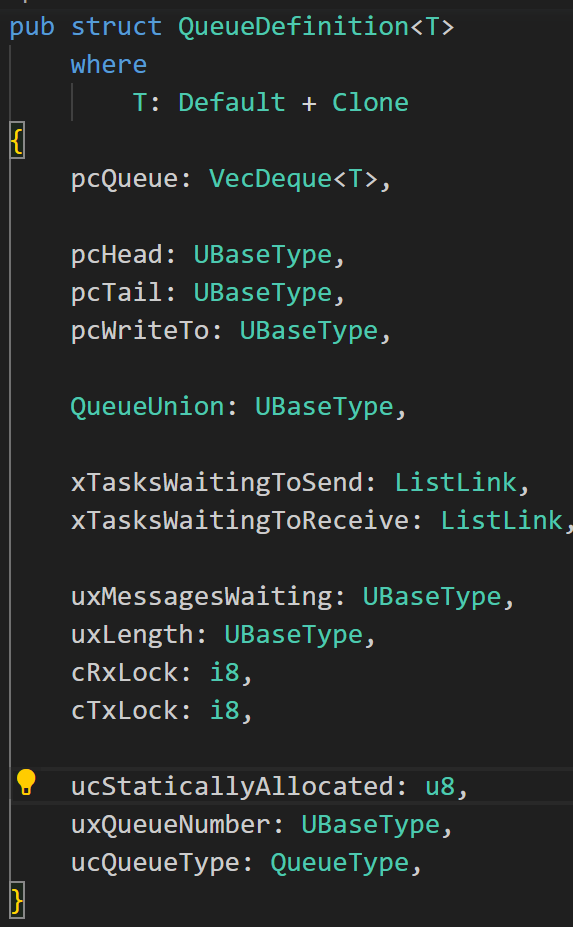 pub struct QueueDefinition<T>
    where
        T: Default + Clone
{
    pcQueue: VecDeque<T>,

    pcHead: UBaseType,
    pcTail: UBaseType,
    pcWriteTo: UBaseType,

    QueueUnion: UBaseType,

    xTasksWaitingToSend: ListLink,
    xTasksWaitingToReceive: ListLink,

    uxMessagesWaiting: UBaseType,
    uxLength: UBaseType,
    cRxLock: i8,
    cTxLock: i8,

    ucStaticallyAllocated: u8,
    uxQueueNumber: UBaseType,
    ucQueueType: QueueType,
}